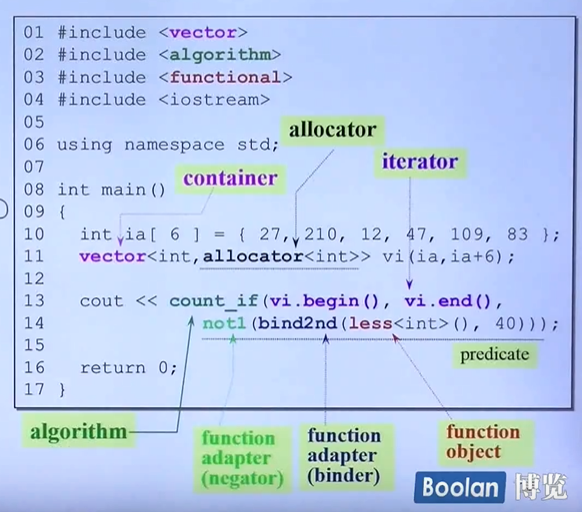 01 #include <vector>
02 #include <algorithm>
03 #include <functional>
04 #include <iostream>
05
06 using namespace std;
07
08 int main()
09 {
10 int ia[ 6 ] = { 27, 210, 12, 47, 109, 83 };
11 vector<int,allocator<int>> vi(ia,ia+6);
12
13 cout << count_if(vi.begin(), vi.end(),
14 not1(bind2nd(less<int>(), 40)));
15
16 return 0;
17 }
allocator
iterator
container
predicate
algorithm
function
adapter
(negator)
function
adapter
(binder)
function
object
Boolan 博览